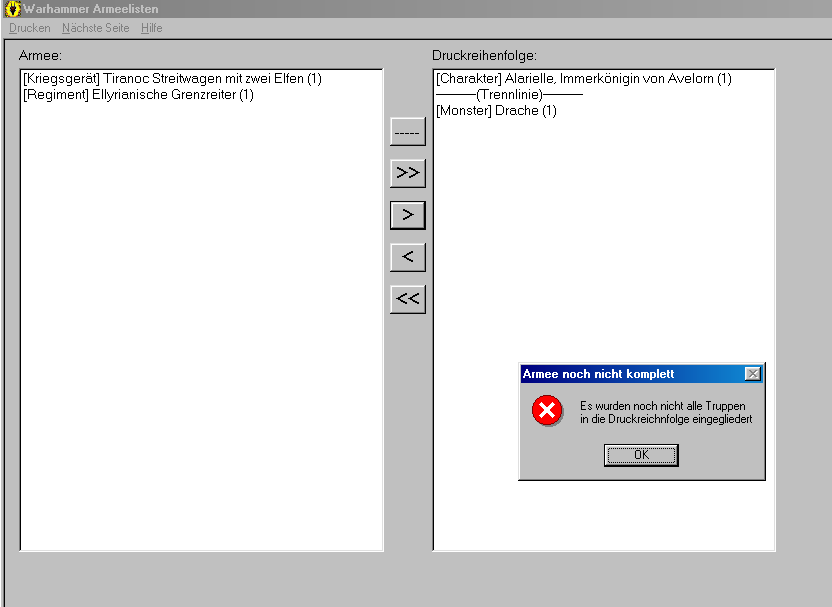 Warhammer Armeelisten
Drucken Nächste Seite Hilfe
Armee:
[Kriegsgerät] Tiranoc Streitwagen mit zwei Elfen (1)
[Regiment] Ellyrianische Grenzreiter (1)
-----
>>
>
<
<<
Druckreihenfolge:
[Charakter] Alarielle, Immerkönigin von Avelorn (1)
———(Trennlinie)———
[Monster] Drache (1)
Armee noch nicht komplett
Es wurden noch nicht alle Truppen
in die Druckreichnfolge eingegliedert
OK